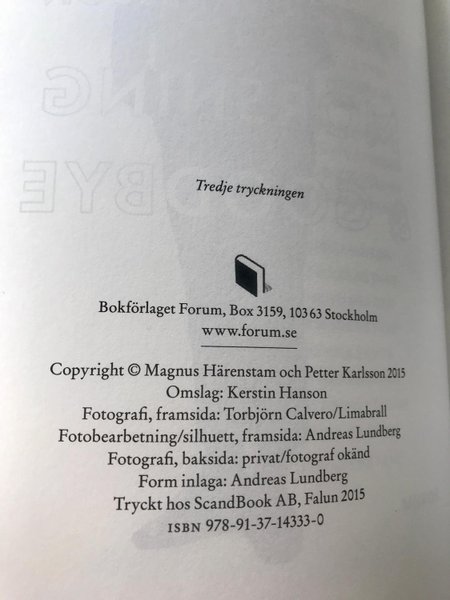 Tredje tryckningen
Bokförlaget Forum, Box 3159, 103 63 Stockholm
www.forum.se
Copyright © Magnus Härenstam och Petter Karlsson 2015
Omslag: Kerstin Hanson
Fotografi, framsida: Torbjörn Calvero/Limabrall
Fotobearbetning/silhuett, framsida: Andreas Lundberg
Fotografi, baksida: privat/fotograf okänd
Form inlaga: Andreas Lundberg
Tryckt hos ScandBook AB, Falun 2015
ISBN 978-91-37-14333-0